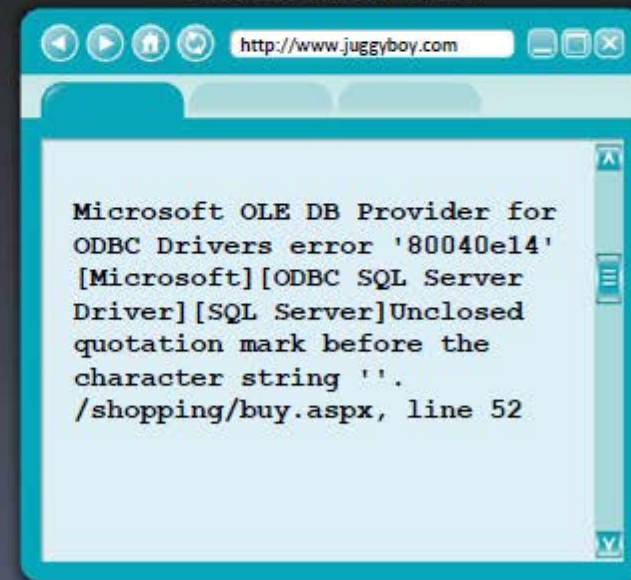 http://www.juggyboy.com
Microsoft OLE DB Provider for
ODBC Drivers error '80040e14'
[Microsoft][ODBC SQL Server
Driver][SQL Server]Unclosed
quotation mark before the
character string ''.
/shopping/buy.aspx, line 52